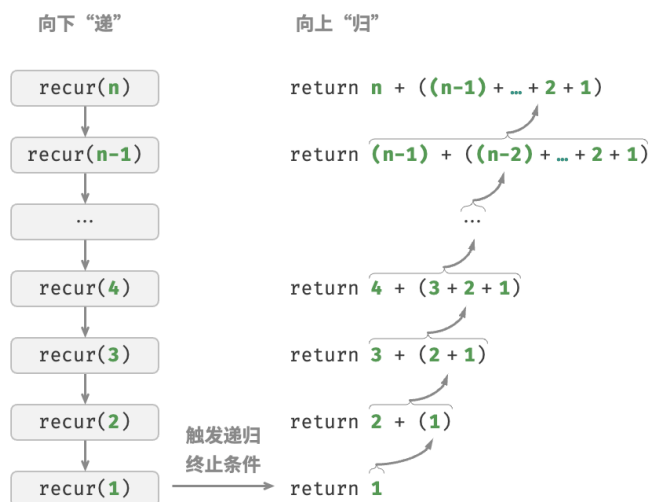 向下“递”
向上“归”
recur(n)
return n + ((n-1) + … + 2 + 1)
recur(n-1)
return (n-1) + ((n-2) + … + 2 + 1)
…
…
recur(4)
return 4 + (3 + 2 + 1)
recur(3)
return 3 + (2 + 1)
recur(2)
return 2 + (1)
触发递归
终止条件
recur(1)
return 1